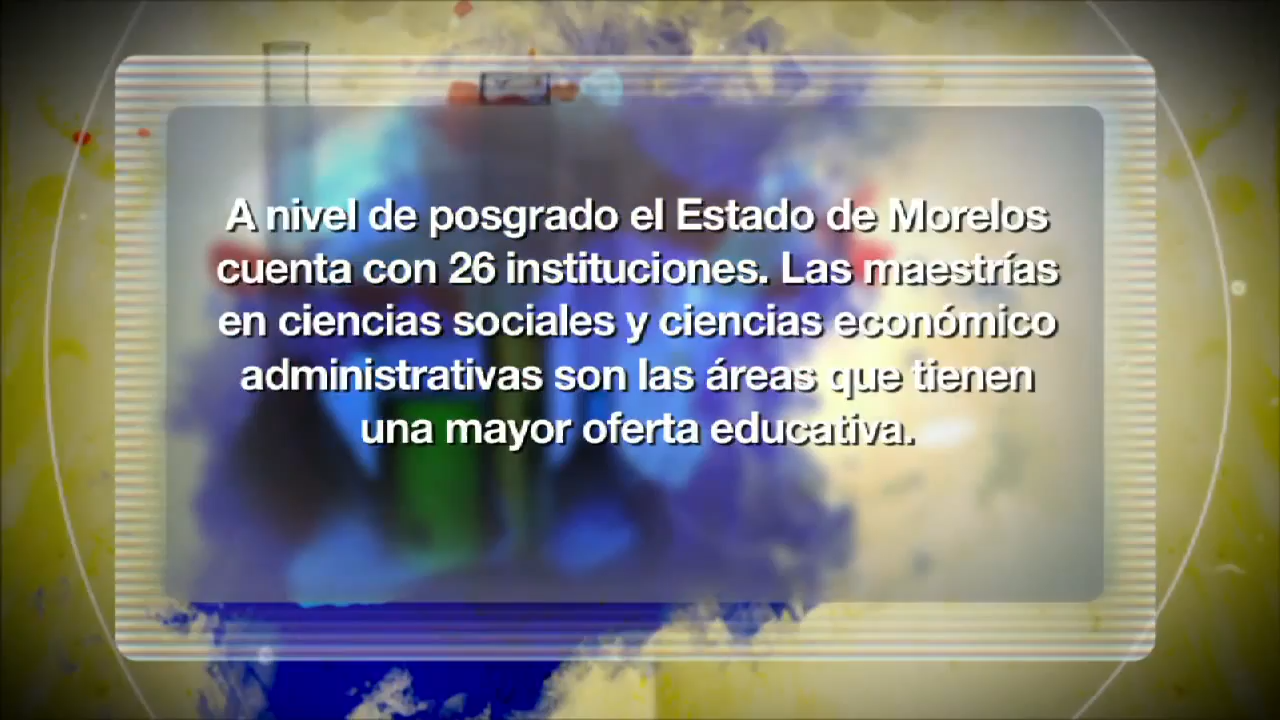 A nivel de posgrado el Estado de Morelos
cuenta con 26 instituciones. Las maestrías
en ciencias sociales y ciencias económico
administrativas son las áreas que tienen
una mayor oferta educativa.